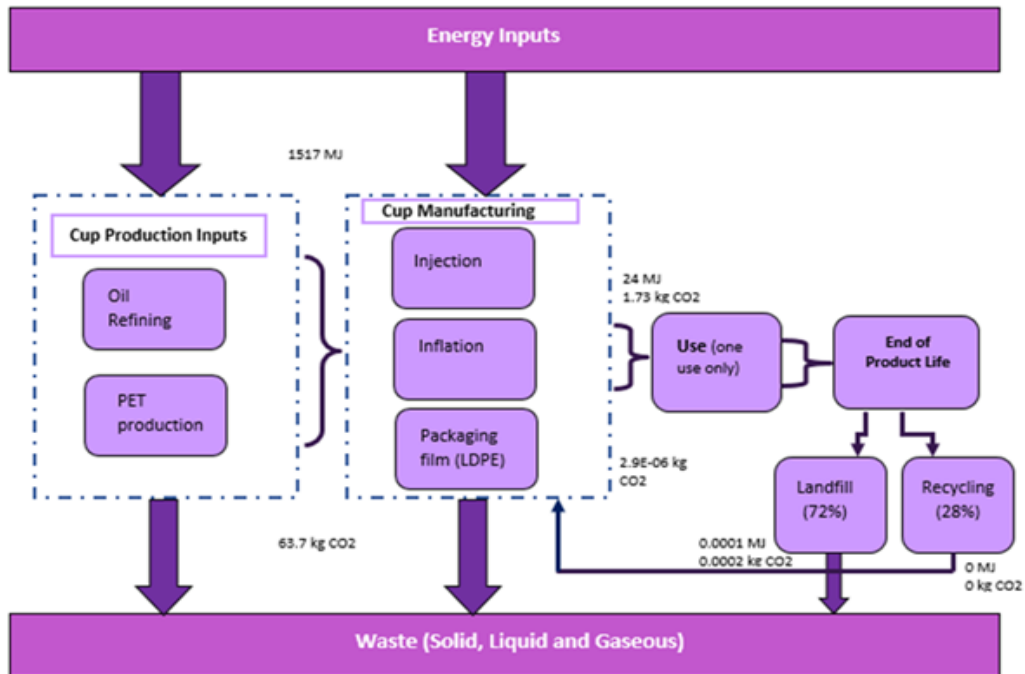 Energy Inputs
1517 MJ
Cup Production Inputs
Oil
Refining
PET
production
Cup Manufacturing
Injection
Inflation
Packaging
film (LDPE)
24 MJ
1.73 kg CO2
Use (one
use only)
End of
Product Life
2.9E-06 kg
CO2
Landfill
(72%)
Recycling
(28%)
63.7 kg CO2
0.0001 MJ
0.0002 kg CO2
0 MJ
0 kg CO2
Waste (Solid, Liquid and Gaseous)